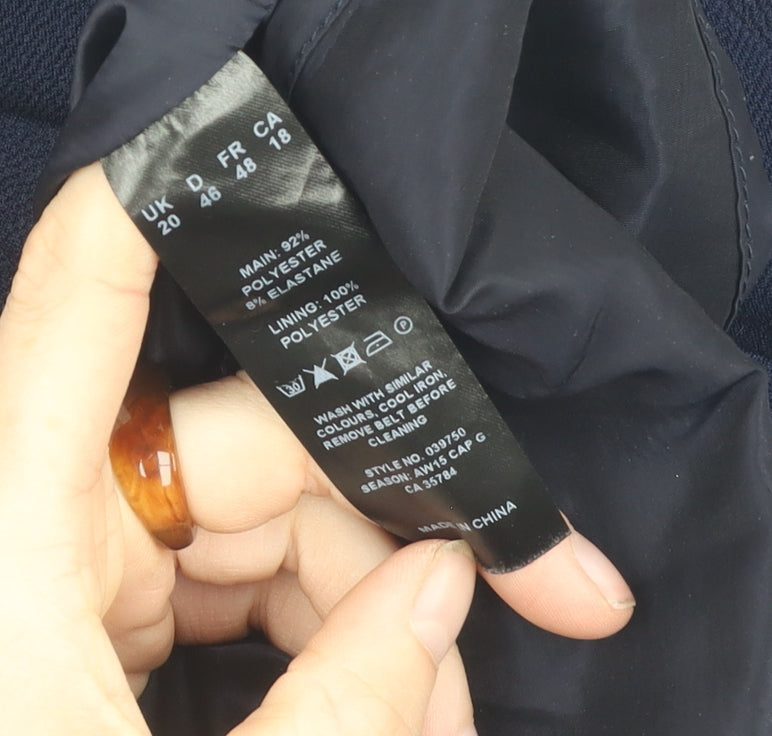 UK D FR CA
20 46 48 18
MAIN: 92%
POLYESTER
8% ELASTANE
LINING: 100%
POLYESTER
30 P
WASH WITH SIMILAR
COLOURS, COOL IRON.
REMOVE BELT BEFORE
CLEANING
STYLE NO. 039750
SEASON: AW15 CAP G
CA 35784
MADE IN CHINA